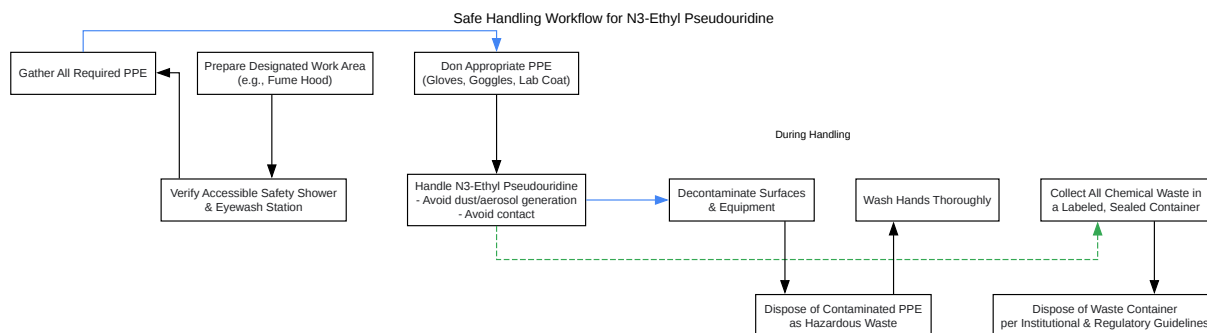 Safe Handling Workflow for N3-Ethyl Pseudouridine
Gather All Required PPE
Prepare Designated Work Area
(e.g., Fume Hood)
Don Appropriate PPE
(Gloves, Goggles, Lab Coat)
During Handling
Verify Accessible Safety Shower
& Eyewash Station
Handle N3-Ethyl Pseudouridine
- Avoid dust/aerosol generation
- Avoid contact
Decontaminate Surfaces
& Equipment
Wash Hands Thoroughly
Collect All Chemical Waste in
a Labeled, Sealed Container
Dispose of Contaminated PPE
as Hazardous Waste
Dispose of Waste Container
per Institutional & Regulatory Guidelines